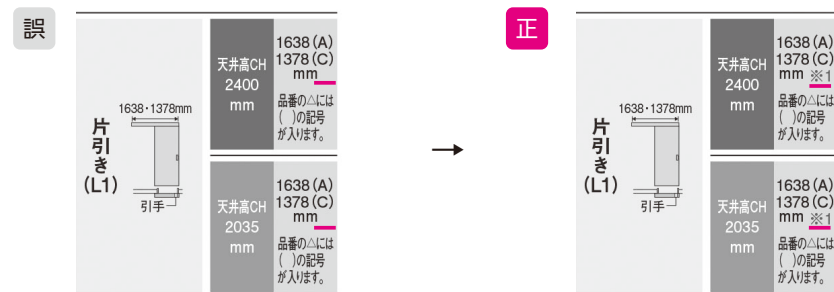 誤
1638・1378mm
片引き(L1)
引手
天井高CH
2400
mm
1638(A)
1378(C)
mm
品番の△には
(　)の記号
が入ります。
天井高CH
2035
mm
1638(A)
1378(C)
mm
品番の△には
(　)の記号
が入ります。
→
正
1638・1378mm
片引き(L1)
引手
天井高CH
2400
mm
1638(A)
1378(C)
mm ※1
品番の△には
(　)の記号
が入ります。
天井高CH
2035
mm
1638(A)
1378(C)
mm ※1
品番の△には
(　)の記号
が入ります。